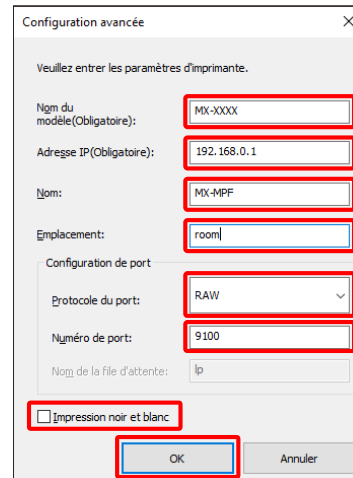 Configuration avancée
Veuillez entrer les paramètres d'imprimante.
Nom du
modèle(Obligatoire):
MX-XXXX
Adresse IP(Obligatoire):
192.168.0.1
Nom:
MX-MPF
Emplacement:
room
Configuration de port
Protocole du port:
RAW
Numéro de port:
9100
Nom de la file d'attente:
lp
Impression noir et blanc
OK
Annuler